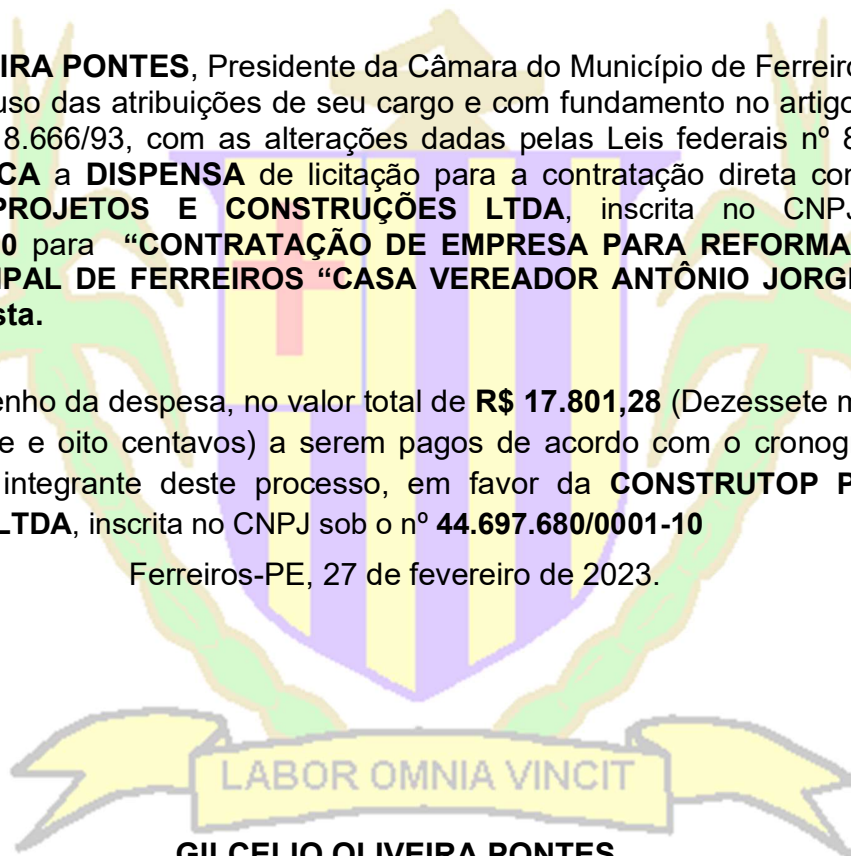 IRA PONTES, Presidente da Câmara do Município de Ferreiro
uso das atribuições de seu cargo e com fundamento no artigo
8.666/93, com as alterações dadas pelas Leis federais nº 8
CA a DISPENSA de licitação para a contratação direta con
PROJETOS E CONSTRUÇÕES LTDA, inscrita no CNPJ
0 para “CONTRATAÇÃO DE EMPRESA PARA REFORMA
IPAL DE FERREIROS “CASA VEREADOR ANTÔNIO JORGE
sta.
enho da despesa, no valor total de R$ 17.801,28 (Dezessete m
e e oito centavos) a serem pagos de acordo com o cronog
integrante deste processo, em favor da CONSTRUTOP P
LTDA, inscrita no CNPJ sob o nº 44.697.680/0001-10
Ferreiros-PE, 27 de fevereiro de 2023.
LABOR OMNIA VINCIT
GILCELIO OLIVEIRA PONTES